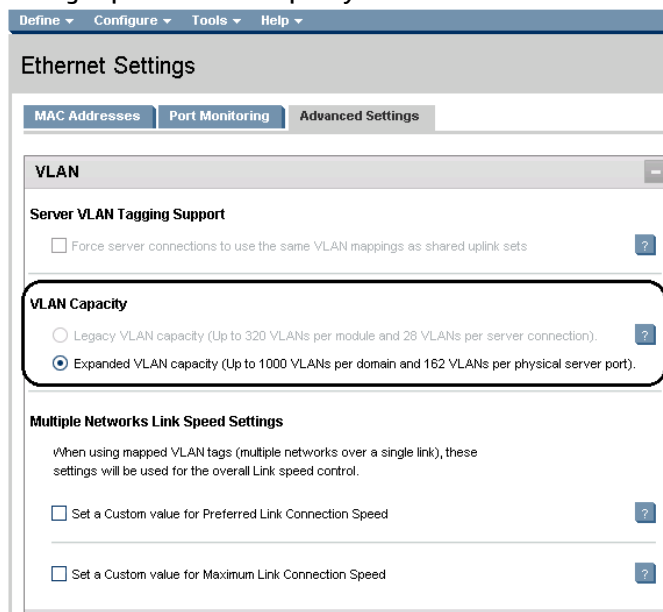 Define Configure Tools Help
Ethernet Settings
MAC Addresses Port Monitoring Advanced Settings
VLAN
Server VLAN Tagging Support
Force server connections to use the same VLAN mappings as shared uplink sets ?
VLAN Capacity
Legacy VLAN capacity (Up to 320 VLANs per module and 28 VLANs per server connection). ?
Expanded VLAN capacity (Up to 1000 VLANs per domain and 162 VLANs per physical server port).
Multiple Networks Link Speed Settings
When using mapped VLAN tags (multiple networks over a single link), these
settings will be used for the overall Link speed control.
Set a Custom value for Preferred Link Connection Speed ?
Set a Custom value for Maximum Link Connection Speed ?